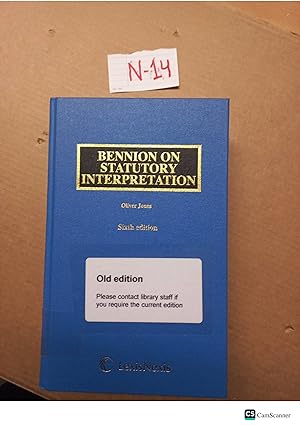 N-14
BENNION ON
STATUTORY
INTERPRETATION
Oliver Jones
Sixth edition
Old edition
Please contact library staff if
you require the current edition
LexisNexis
CS CamScanner